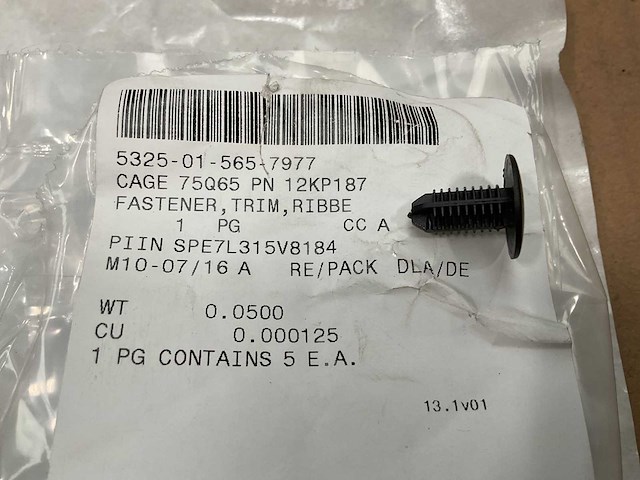 5325-01-565-7977
CAGE 75Q65 PN 12KP187
FASTENER,TRIM,RIBBE
1 PG CC A
PIIN SPE7L315V8184
M10-07/16 A RE/PACK DLA/DE
WT 0.0500
CU 0.000125
1 PG CONTAINS 5 E.A.
13.1v01